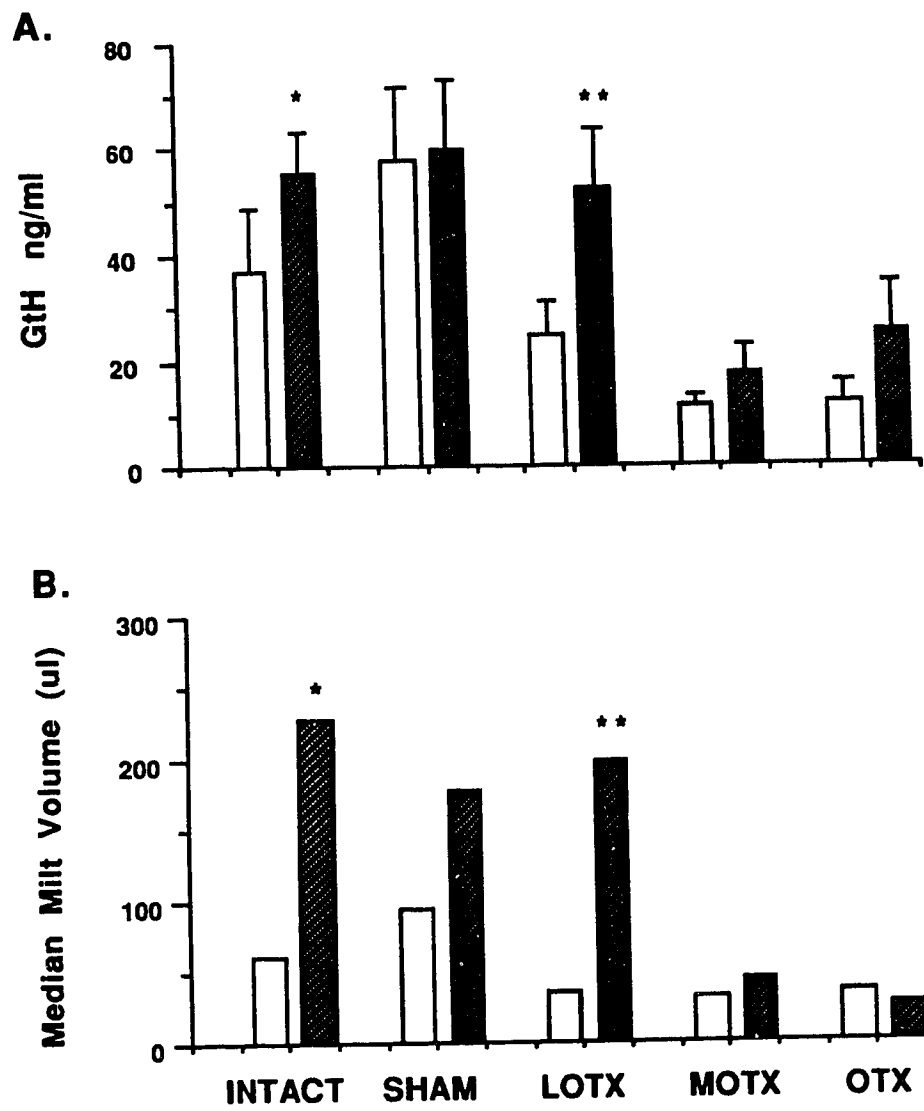 A.
GtH ng/ml
80
60
40
20
0
*
**
B.
Median Milt Volume (ul)
300
200
100
0
*
**
INTACT SHAM LOTX MOTX OTX